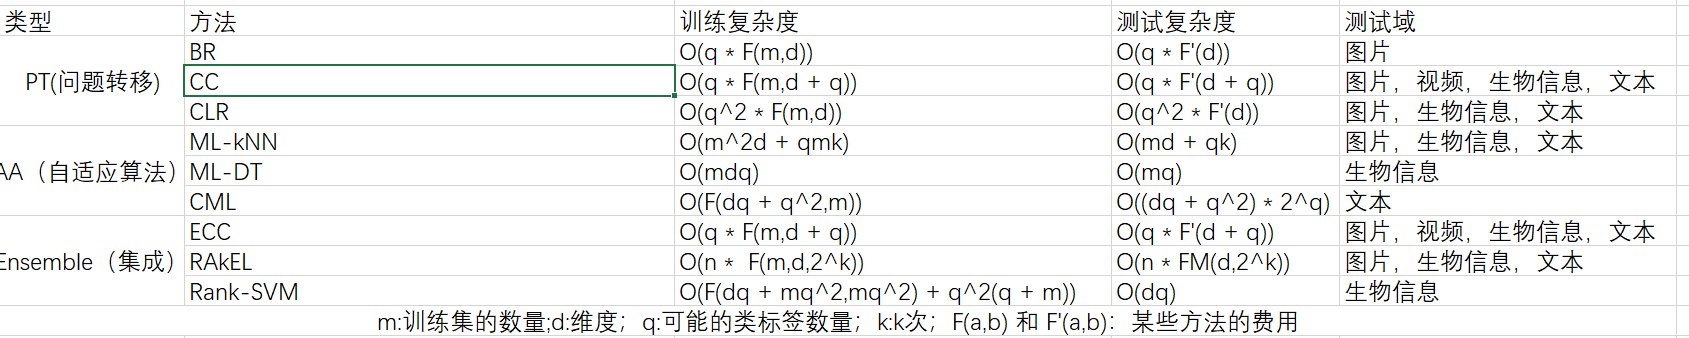 类型 方法 训练复杂度 测试复杂度 测试域
BR O(q * F(m,d)) O(q * F'(d)) 图片
PT(问题转移) CC O(q * F(m,d + q)) O(q * F'(d + q)) 图片，视频，生物信息，文本
CLR O(q^2 * F(m,d)) O(q^2 * F'(d)) 图片，生物信息，文本
ML-kNN O(m^2d + qmk) O(md + qk) 图片，生物信息，文本
AA（自适应算法） ML-DT O(mdq) O(mq) 生物信息
CML O(F(dq + q^2,m)) O((dq + q^2) * 2^q) 文本
ECC O(q * F(m,d + q)) O(q * F'(d + q)) 图片，视频，生物信息，文本
Ensemble（集成） RAkEL O(n *  F(m,d,2^k)) O(n * FM(d,2^k)) 图片，生物信息，文本
Rank-SVM O(F(dq + mq^2,mq^2) + q^2(q + m)) O(dq) 生物信息
m:训练集的数量;d:维度；q:可能的类标签数量；k:k次；F(a,b) 和 F'(a,b)：某些方法的费用